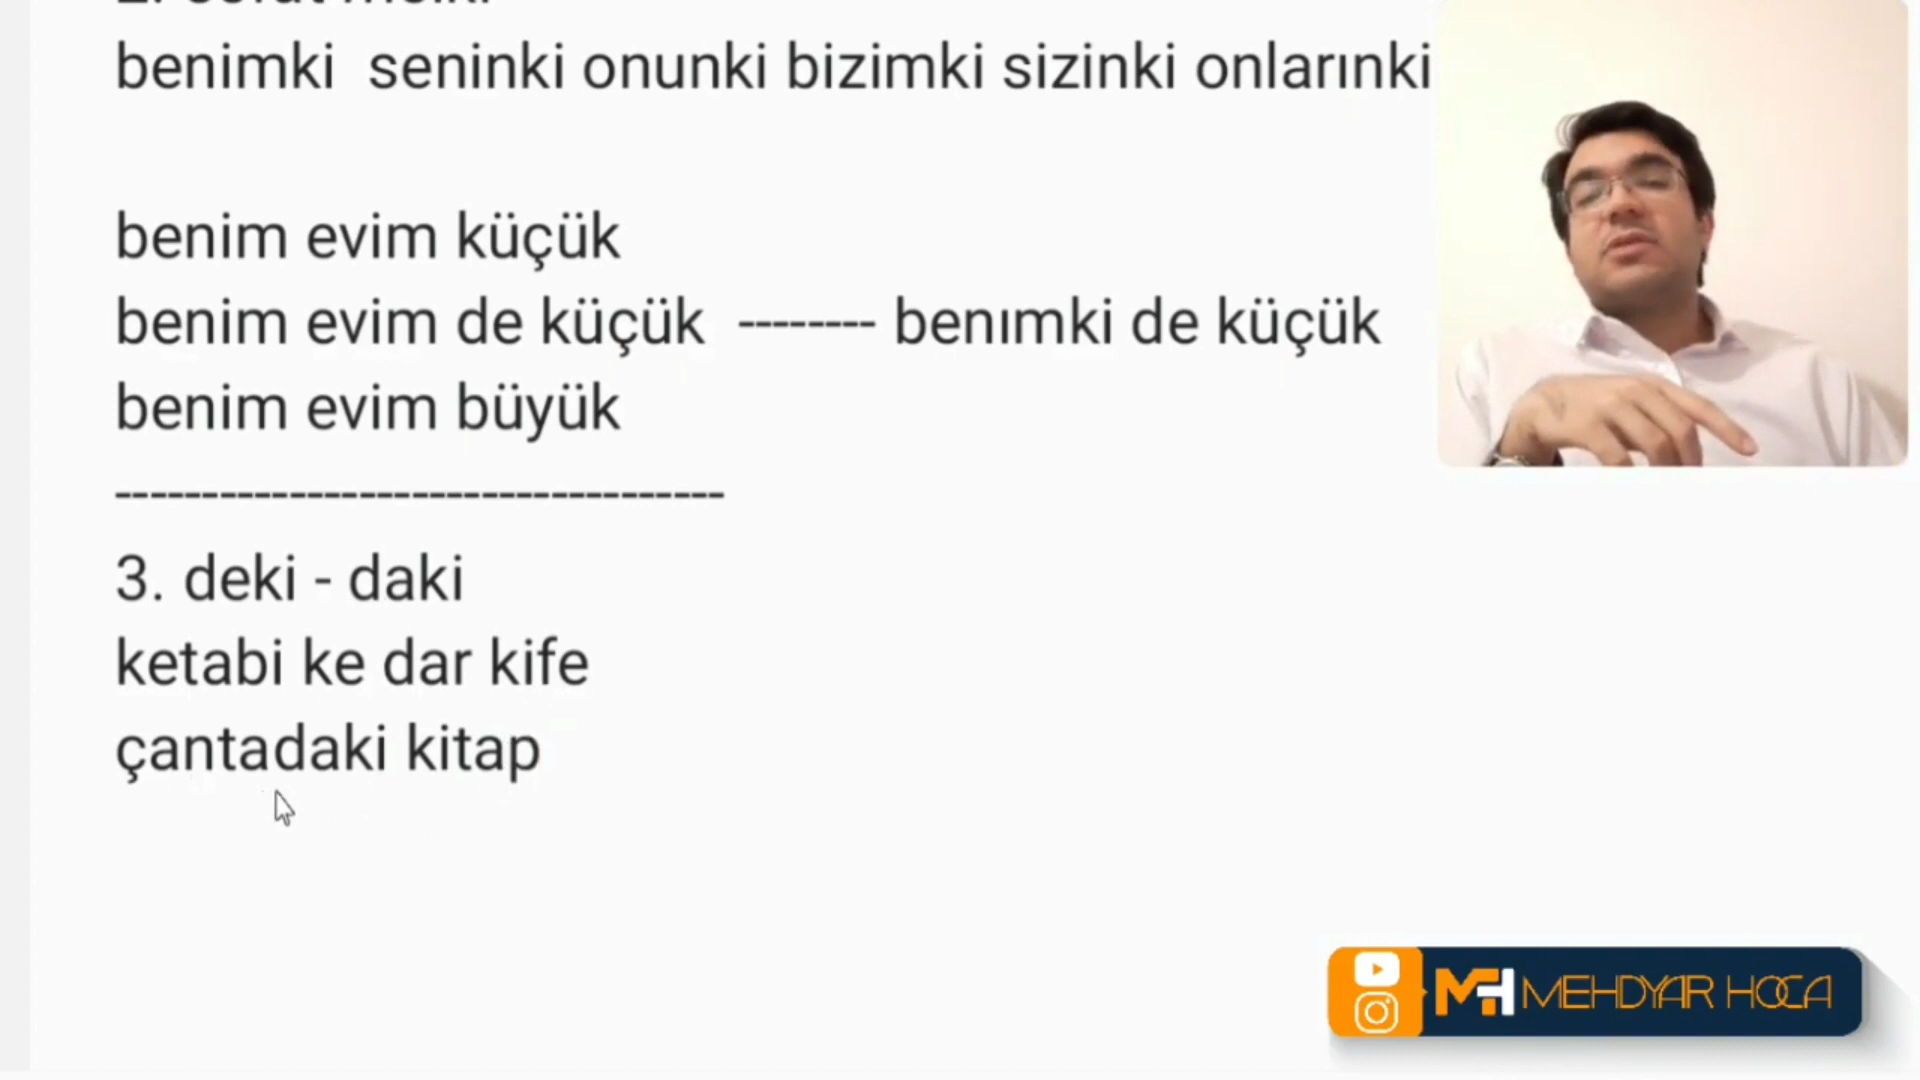 benimki seninki onunki bizimki sizinki onlarınki
benim evim küçük
benim evim de küçük -------- benımki de küçük
benim evim büyük
-----------------------------------
3. deki - daki
ketabi ke dar kife
çantadaki kitap
MH MEHDYAR HOCA